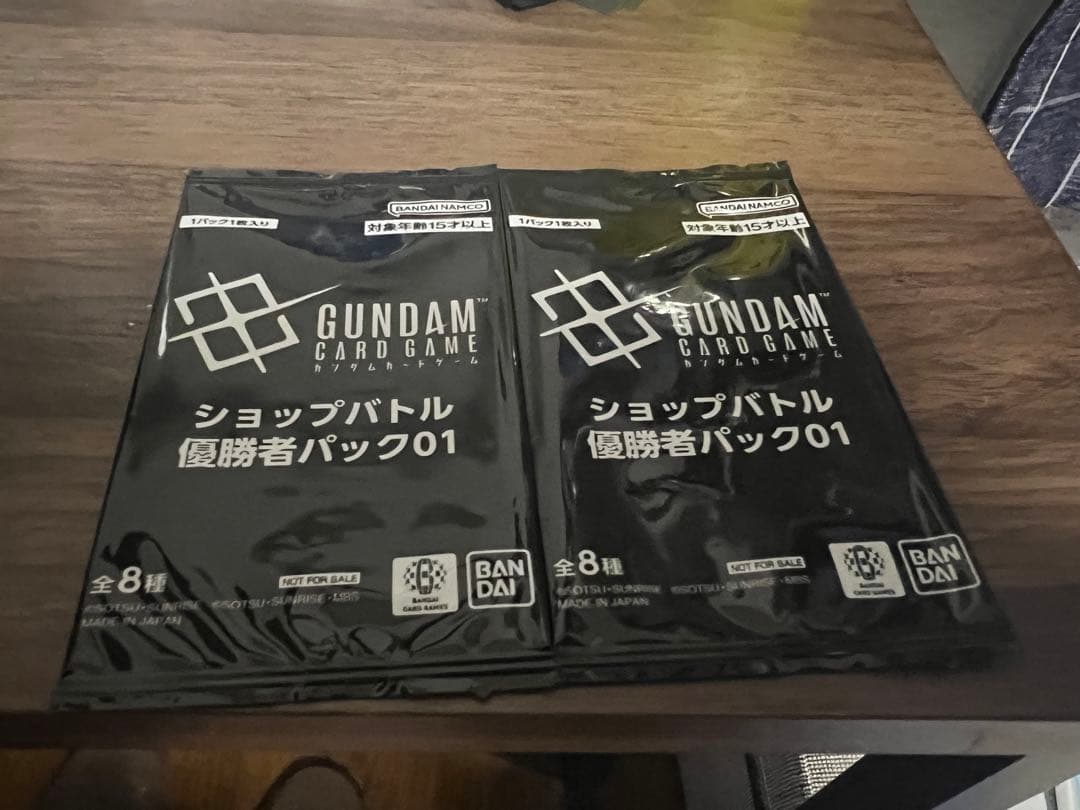 BANDAI NAMCO
1パック1枚入り
対象年齢15才以上
GUNDAM™
CARD GAME
ガンダムカードゲーム
ショップバトル
優勝者パック01
全8種
NOT FOR SALE
B
BANDAI
CARD GAMES
BAN
DAI
©SOTSU・SUNRISE ©SOTSU・SUNRISE・MBS
MADE IN JAPAN
BANDAI NAMCO
1パック1枚入り
対象年齢15才以上
GUNDAM™
CARD GAME
ガンダムカードゲーム
ショップバトル
優勝者パック01
全8種
NOT FOR SALE
B
BANDAI
CARD GAMES
BAN
DAI
©SOTSU・SUNRISE ©SOTSU・SUNRISE・MBS
MADE IN JAPAN